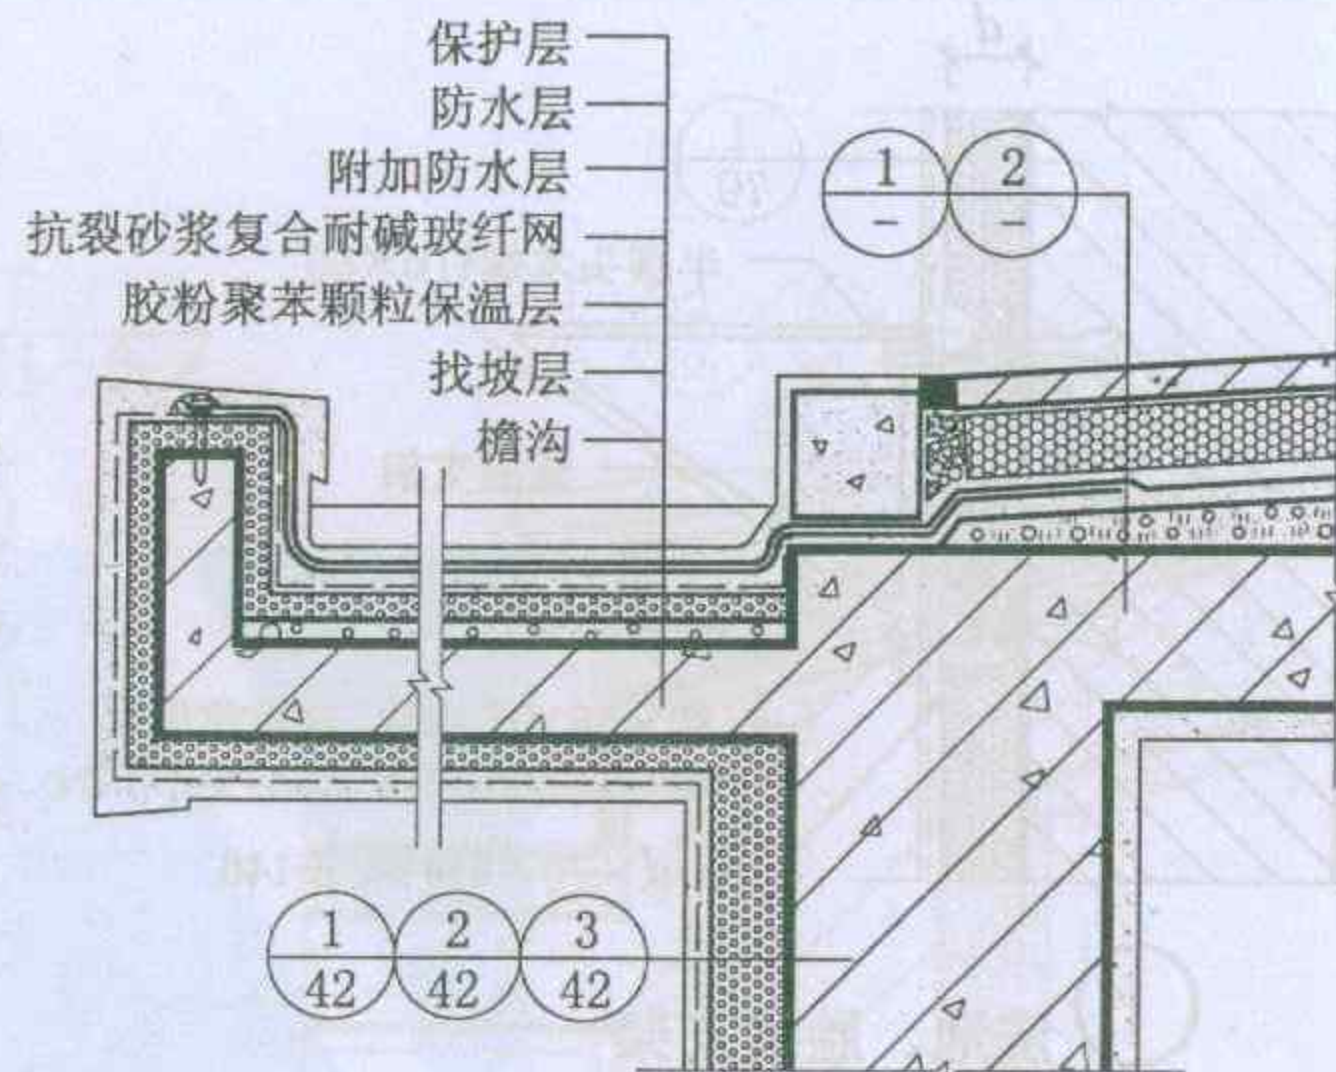 保护层
防水层
附加防水层
抗裂砂浆复合耐碱玻纤网
胶粉聚苯颗粒保温层
找坡层
檐沟
1 2
- -
1 2 3
42 42 42